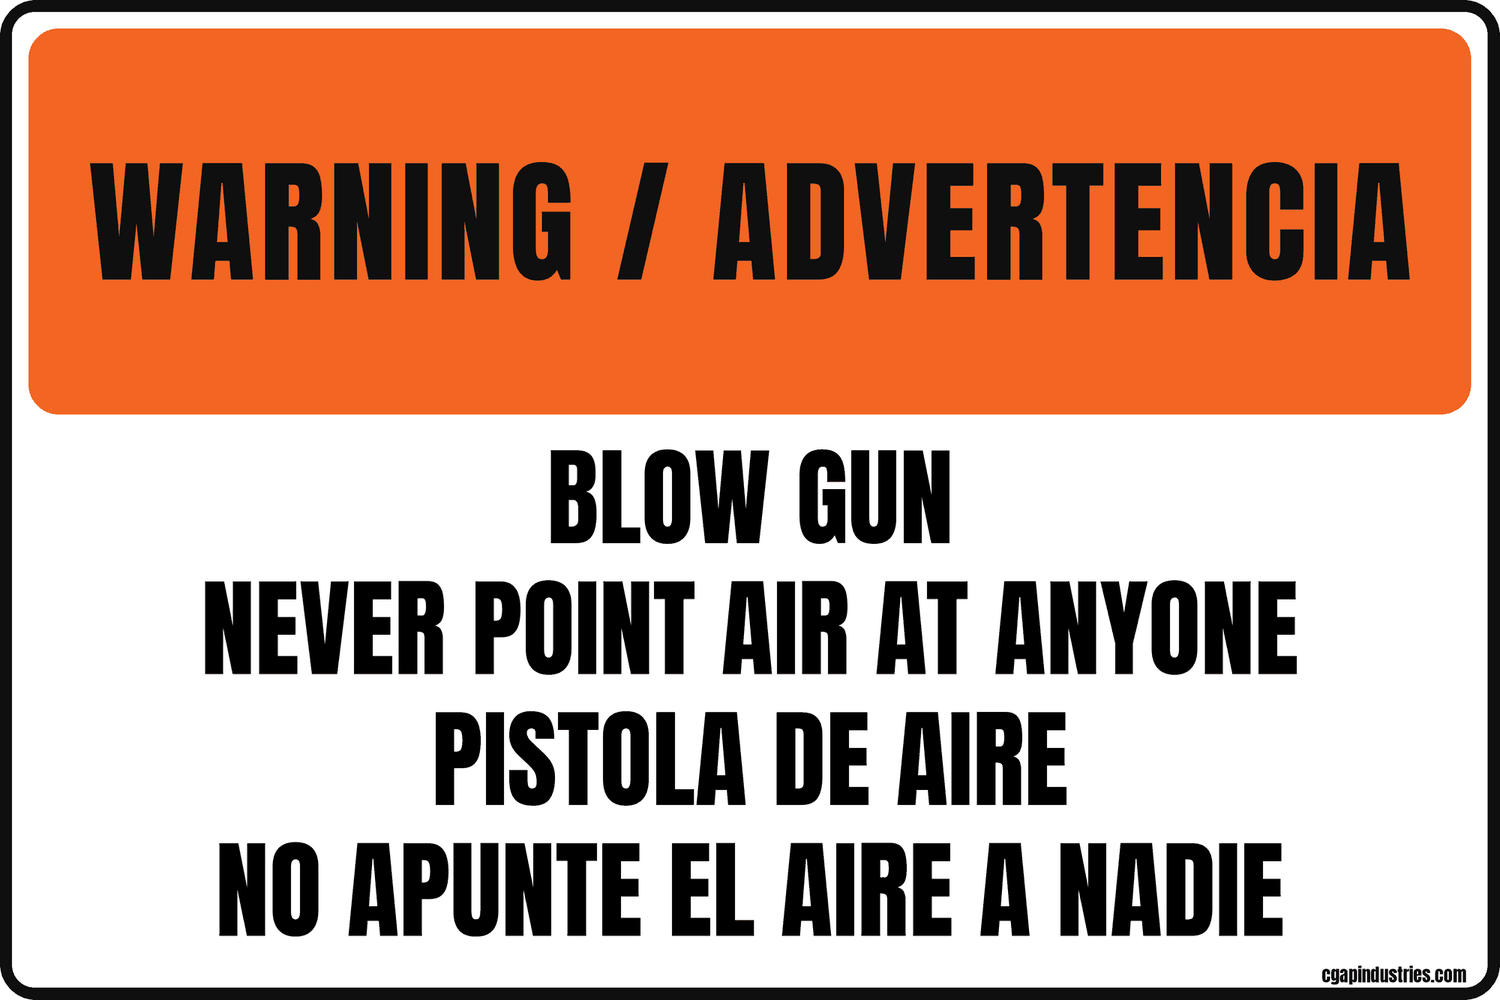 WARNING / ADVERTENCIA
BLOW GUN
NEVER POINT AIR AT ANYONE
PISTOLA DE AIRE
NO APUNTE EL AIRE A NADIE
cgapindustries.com